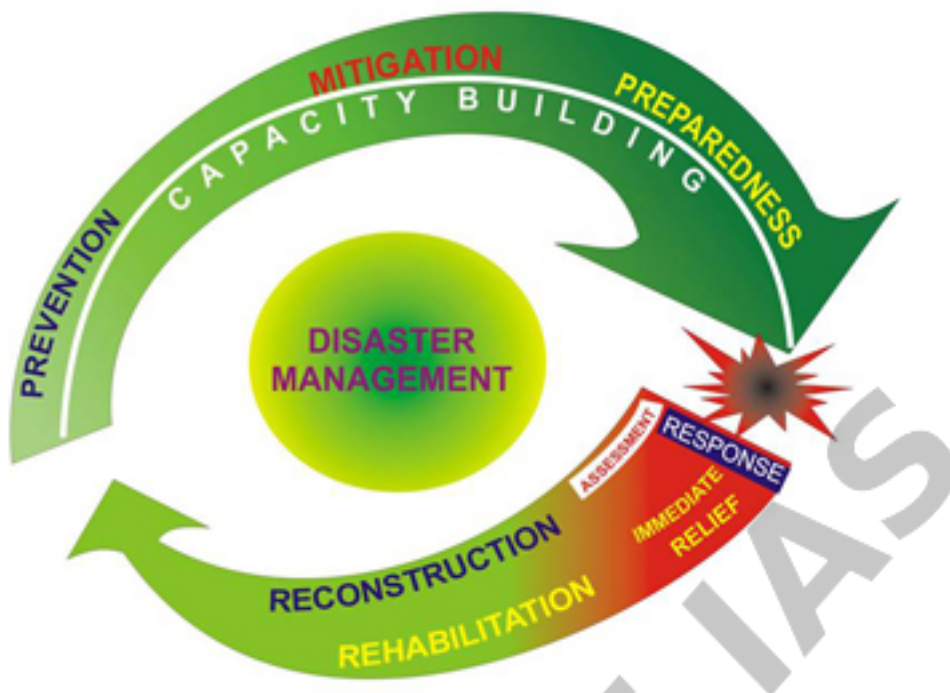 MITIGATION
PREPAREDNESS
CAPACITY BUILDING
PREVENTION
DISASTER
MANAGEMENT
ASSESSMENT
RESPONSE
IMMEDIATE
RELIEF
RECONSTRUCTION
REHABILITATION
IAS